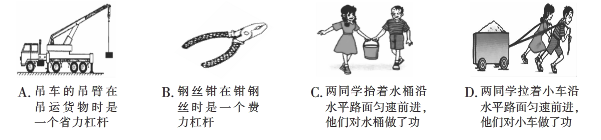 A. 吊车的吊臂在
吊运货物时是
一个省力杠杆
B. 钢丝钳在钳钢
丝时是一个费
力杠杆
C. 两同学抬着水桶沿
水平路面匀速前进，
他们对水桶做了功
D. 两同学拉着小车沿
水平路面匀速前进，
他们对小车做了功